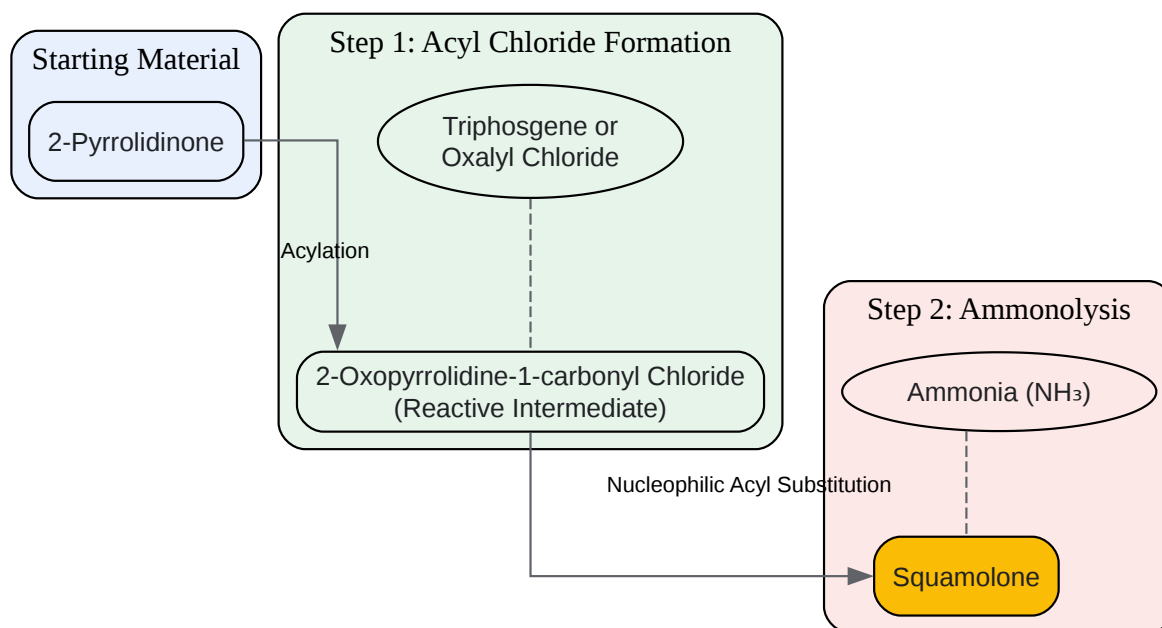 Starting Material
2-Pyrrolidinone
Step 1: Acyl Chloride Formation
Triphosgene or
Oxalyl Chloride
Acylation
2-Oxopyrrolidine-1-carbonyl Chloride
(Reactive Intermediate)
Step 2: Ammonolysis
Ammonia (NH₃)
Nucleophilic Acyl Substitution
Squamolone